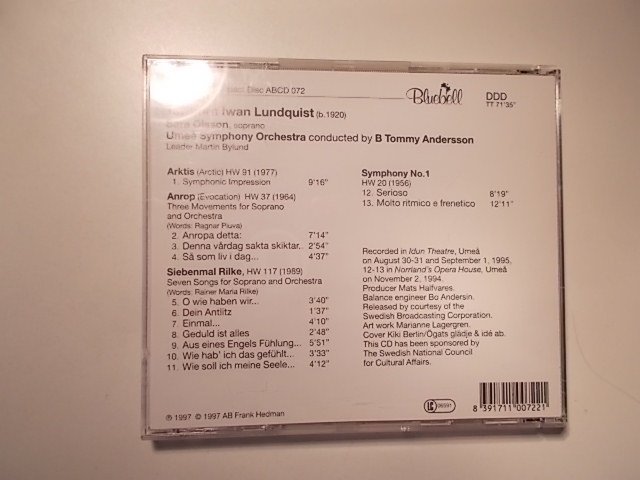 Disc ABCD 072
Bluebell
DDD
TT 71'35"
Iwan Lundquist (b.1920)
Olsson, soprano
Umeå Symphony Orchestra conducted by B Tommy Andersson
Leader Martin Bylund
Arktis (Arctic) HW 91 (1977)
1. Symphonic Impression 9'16"
Anrop (Evocation) HW 37 (1964)
Three Movements for Soprano
and Orchestra
(Words: Ragnar Piuva)
2. Anropa detta: 7'14"
3. Denna vårdag sakta skiktar.. 2'54"
4. Så som liv i dag... 4'37"
Siebenmal Rilke, HW 117 (1989)
Seven Songs for Soprano and Orchestra
(Words: Rainer Maria Rilke)
5. O wie haben wir... 3'40"
6. Dein Antlitz 1'37"
7. Einmal... 4'10"
8. Geduld ist alles 2'48"
9. Aus eines Engels Fühlung... 5'51"
10. Wie hab' ich das gefühlt... 3'33"
11. Wie soll ich meine Seele... 4'12"
℗ 1997 © 1997 AB Frank Hedman
Symphony No.1
HW 20 (1956)
12. Serioso 8'19"
13. Molto ritmico e frenetico 12'11"
Recorded in Idun Theatre, Umeå
on August 30-31 and September 1, 1995,
12-13 in Norrland's Opera House, Umeå
on November 2, 1994.
Producer Mats Halfvares.
Balance engineer Bo Andersin.
Released by courtesy of the
Swedish Broadcasting Corporation.
Art work Marianne Lagergren.
Cover Kiki Berlin/Ögats glädje & idé ab.
This CD has been sponsored by
The Swedish National Council
for Cultural Affairs.
LC 06591
8 391711 007221